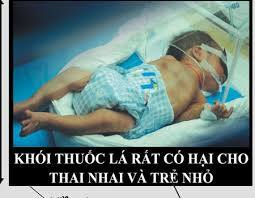 KHÓI THUỐC LÁ RẤT CÓ HẠI CHO
THAI NHAI VÀ TRẺ NHỎ